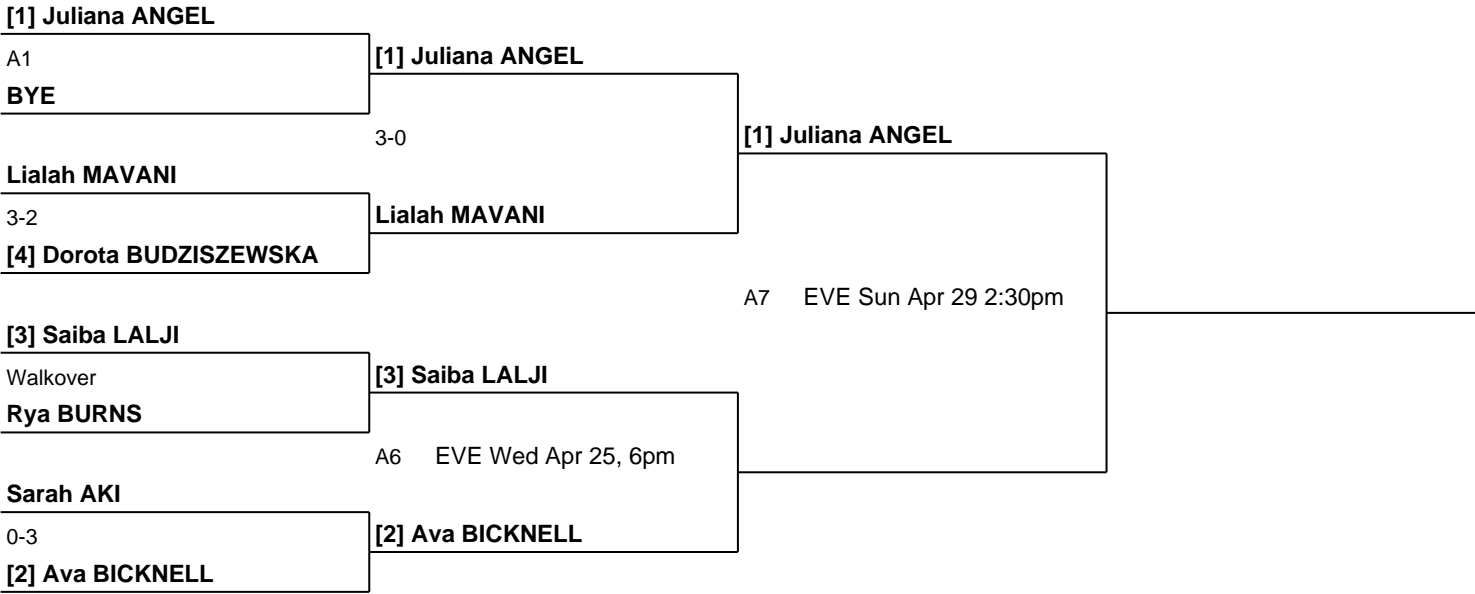 [1] Juliana ANGEL
A1
[1] Juliana ANGEL
BYE
3-0
[1] Juliana ANGEL
Lialah MAVANI
3-2
Lialah MAVANI
[4] Dorota BUDZISZEWSKA
A7 EVE Sun Apr 29 2:30pm
[3] Saiba LALJI
Walkover
[3] Saiba LALJI
Rya BURNS
A6 EVE Wed Apr 25, 6pm
Sarah AKI
0-3
[2] Ava BICKNELL
[2] Ava BICKNELL